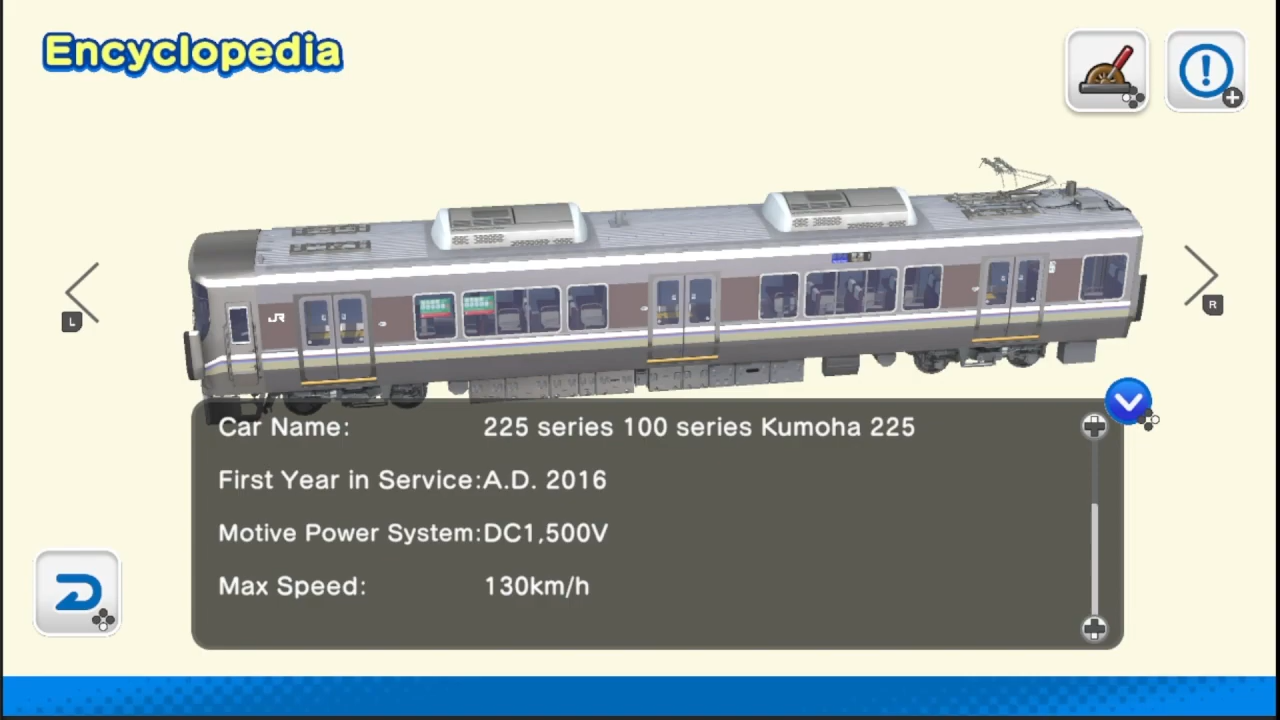 Encyclopedia
JR
L
R
Car Name: 225 series 100 series Kumoha 225
First Year in Service: A.D. 2016
Motive Power System: DC1,500V
Max Speed: 130km/h